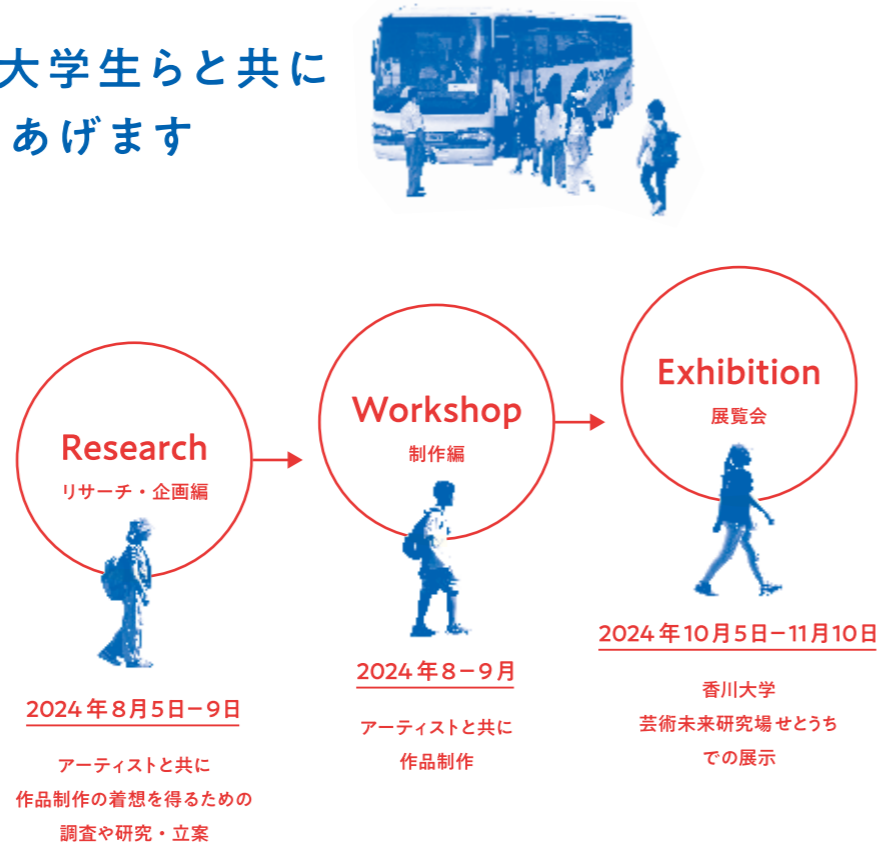 大学生らと共に
あげます
Research
リサーチ・企画編
2024年8月5日–9日
アーティストと共に
作品制作の着想を得るための
調査や研究・立案
Workshop
制作編
2024年8–9月
アーティストと共に
作品制作
Exhibition
展覧会
2024年10月5日–11月10日
香川大学
芸術未来研究場せとうち
での展示